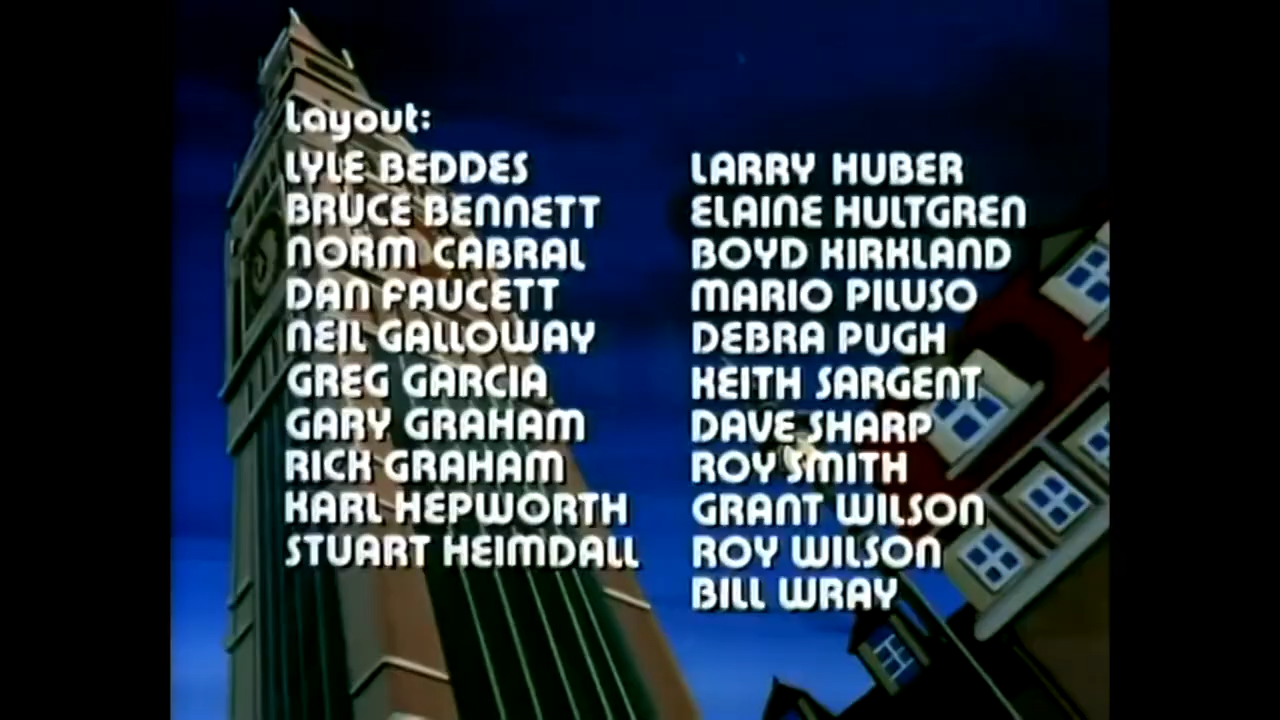 Layout:
LYLE BEDDES
BRUCE BENNETT
NORM CABRAL
DAN FAUCETT
NEIL GALLOWAY
GREG GARCIA
GARY GRAHAM
RICK GRAHAM
KARL HEPWORTH
STUART HEIMDALL
LARRY HUBER
ELAINE HULTGREN
BOYD KIRKLAND
MARIO PILUSO
DEBRA PUGH
KEITH SARGENT
DAVE SHARP
ROY SMITH
GRANT WILSON
ROY WILSON
BILL WRAY